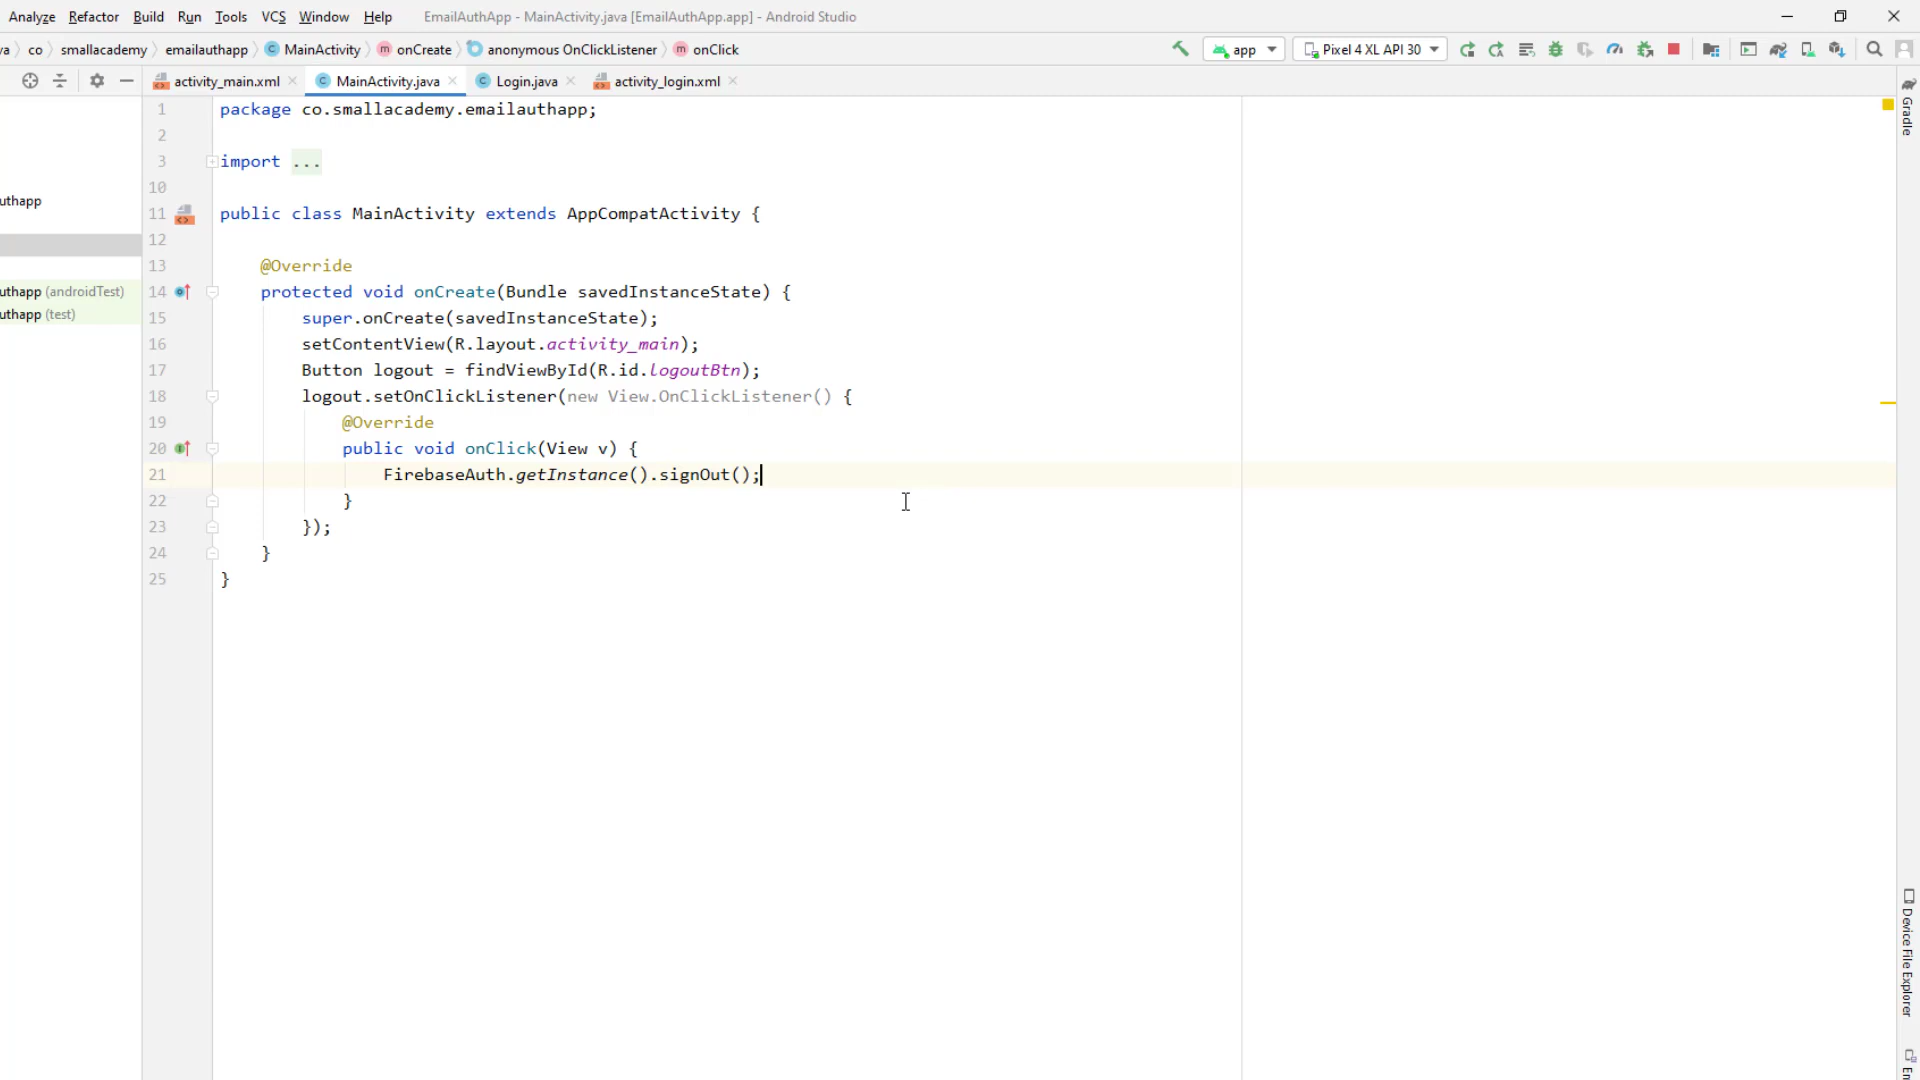 Analyze Refactor Build Run Tools VCS Window Help EmailAuthApp - MainActivity.java [EmailAuthApp.app] - Android Studio
va co smallacademy emailauthapp MainActivity onCreate anonymous OnClickListener onClick app Pixel 4 XL API 30
activity_main.xml MainActivity.java Login.java activity_login.xml
1 package co.smallacademy.emailauthapp;
2
3 import ...
10
11 public class MainActivity extends AppCompatActivity {
12
13 @Override
14 protected void onCreate(Bundle savedInstanceState) {
15 super.onCreate(savedInstanceState);
16 setContentView(R.layout.activity_main);
17 Button logout = findViewById(R.id.logoutBtn);
18 logout.setOnClickListener(new View.OnClickListener() {
19 @Override
20 public void onClick(View v) {
21 FirebaseAuth.getInstance().signOut();
22 }
23 });
24 }
25 }
uthapp
uthapp (androidTest)
uthapp (test)
Gradle
Device File Explorer